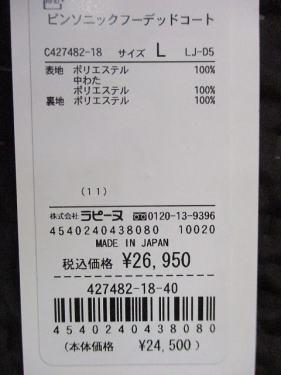 ピンソニックフーデッドコート
C427482-18 サイズ L LJ-D5
表地 ポリエステル 100%
中わた
ポリエステル 100%
裏地 ポリエステル 100%
(11)
株式会社 ラピーヌ 0120-13-9396
4540240438080 10020
MADE IN JAPAN
税込価格 ¥26,950
427482-18-40
4540240438080
(本体価格 ¥24,500)